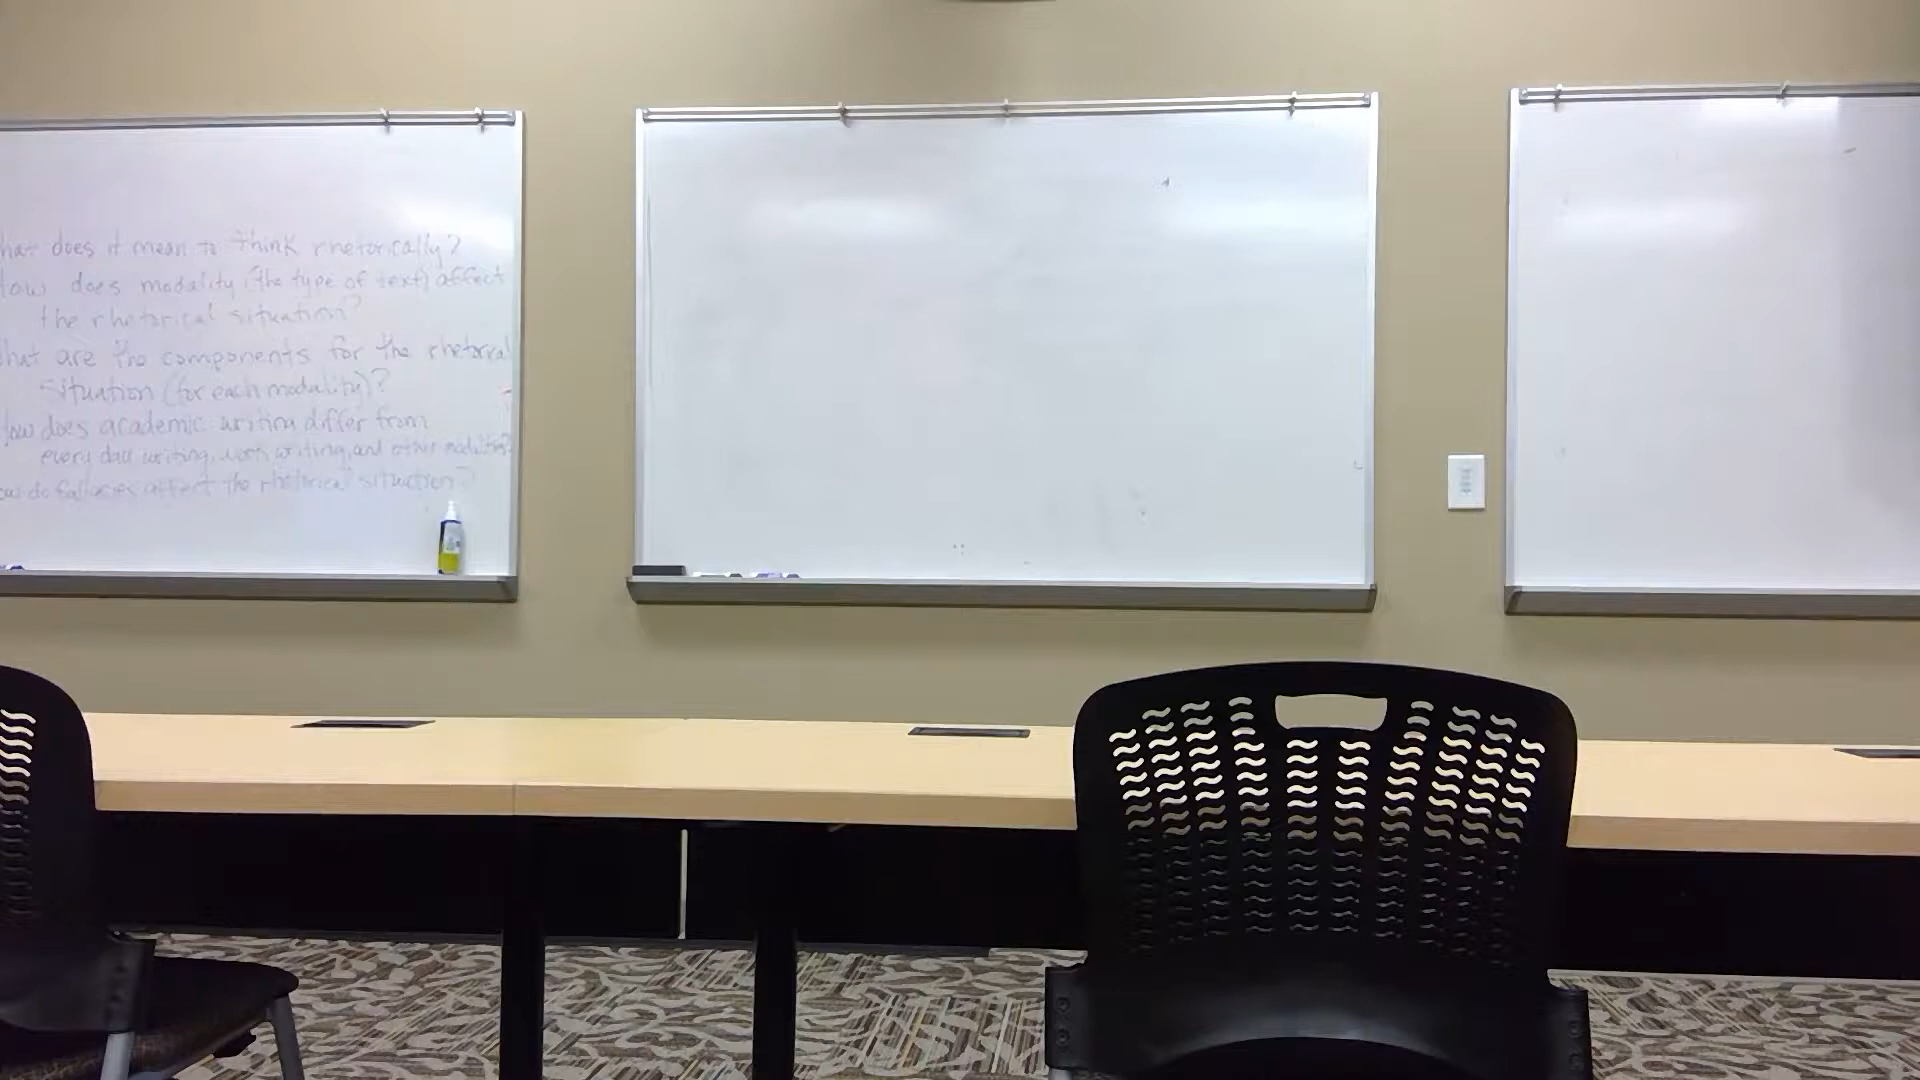 hat does it mean to think rhetorically?
How does modality (the type of text) affect
the rhetorical situation?
hat are the components for the rhetorical
situation (for each modality)?
How does academic writing differ from
every day writing, work writing, and other modalities?
ow do fallacies affect the rhetorical situation?